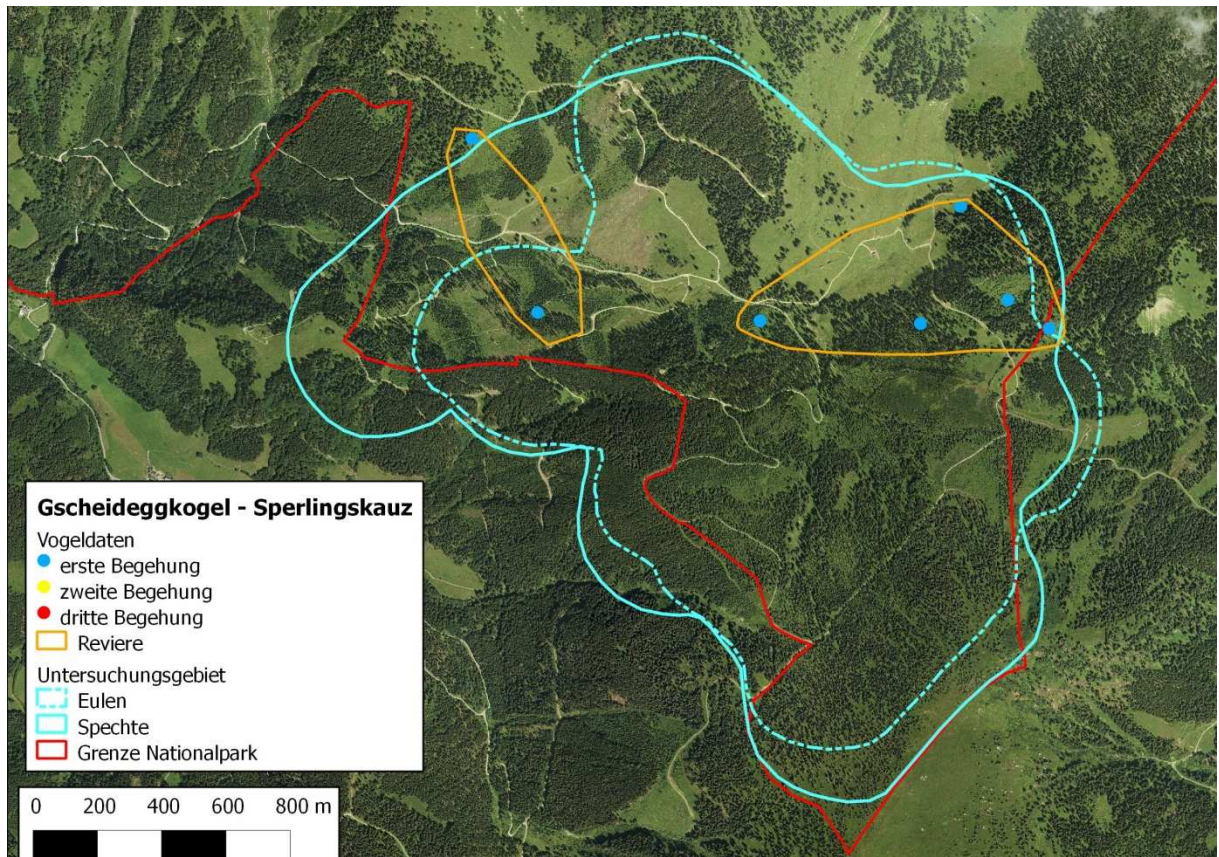 Gscheideggkogel - Sperlingskauz
Vogeldaten
erste Begehung
zweite Begehung
dritte Begehung
Reviere
Untersuchungsgebiet
Eulen
Spechte
Grenze Nationalpark
0 200 400 600 800 m